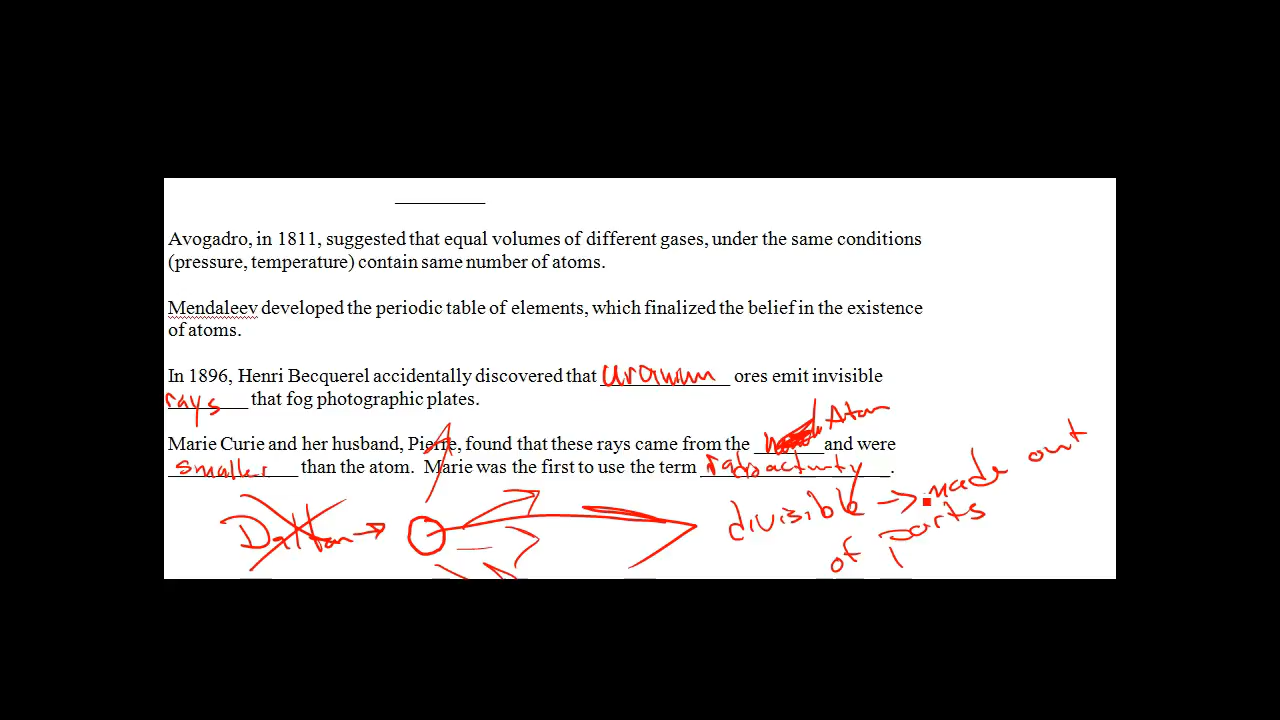 Avogadro, in 1811, suggested that equal volumes of different gases, under the same conditions
(pressure, temperature) contain same number of atoms.
Mendaleev developed the periodic table of elements, which finalized the belief in the existence
of atoms.
In 1896, Henri Becquerel accidentally discovered that uranium ores emit invisible
rays that fog photographic plates.
Atom
Marie Curie and her husband, Pierre, found that these rays came from the and were
smaller than the atom. Marie was the first to use the term radioactivity.
Dalton → divisible → made out
of parts